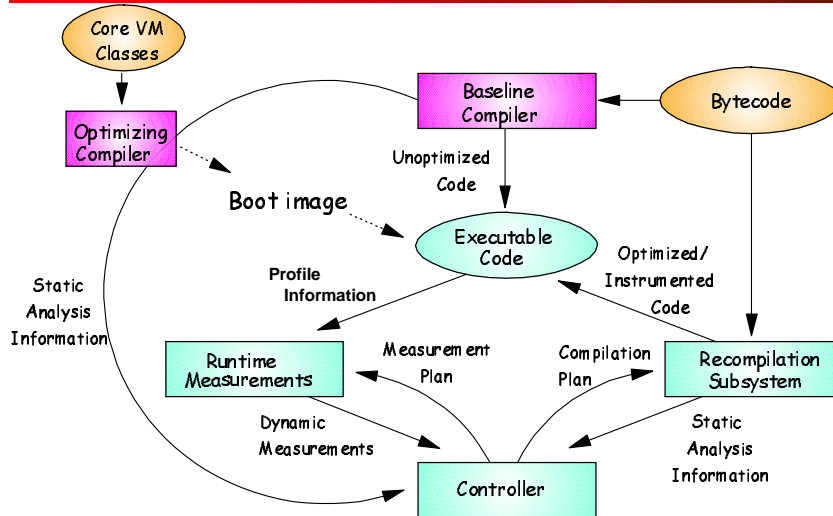 Core VM
Classes
Baseline
Compiler
Bytecode
Optimizing
Compiler
Unoptimized
Code
Boot image
Executable
Code
Optimized/
Instrumented
Code
Profile
Information
Static
Analysis
Information
Runtime
Measurements
Measurement
Plan
Compilation
Plan
Recompilation
Subsystem
Dynamic
Measurements
Static
Analysis
Information
Controller